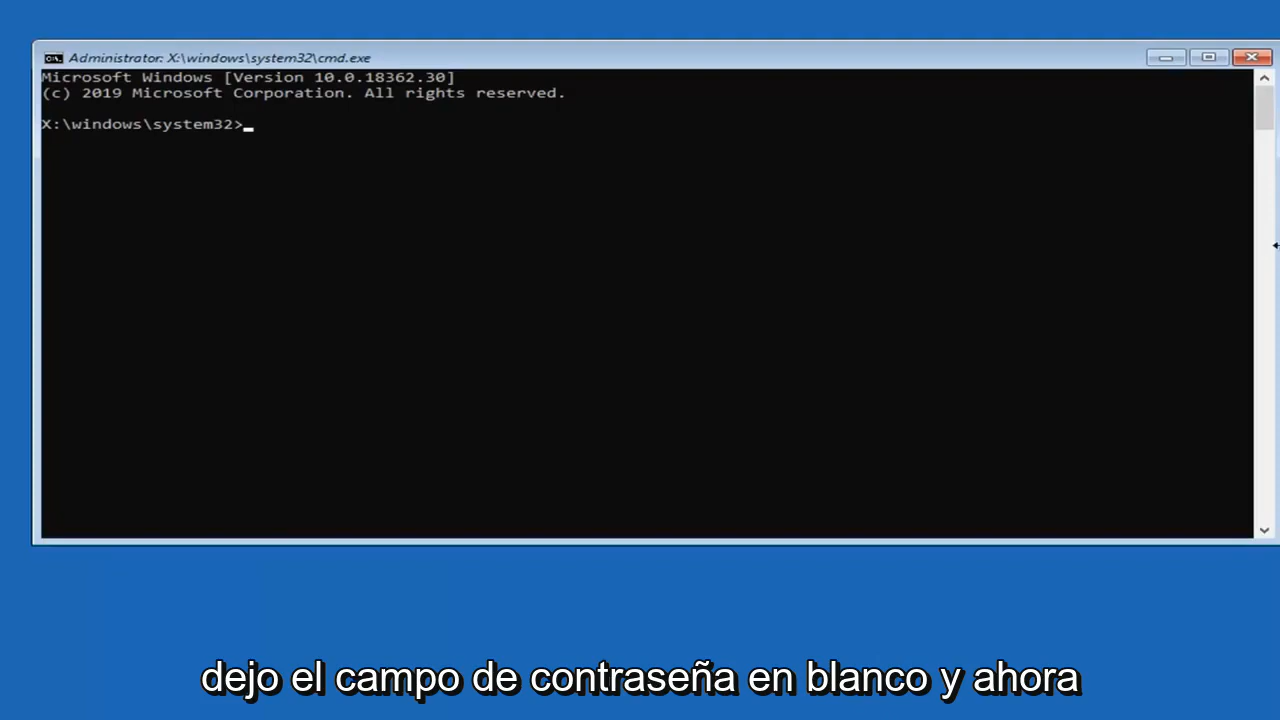 Administrator: X:\windows\system32\cmd.exe
Microsoft Windows [Version 10.0.18362.30]
(c) 2019 Microsoft Corporation. All rights reserved.
X:\windows\system32>
dejo el campo de contraseña en blanco y ahora